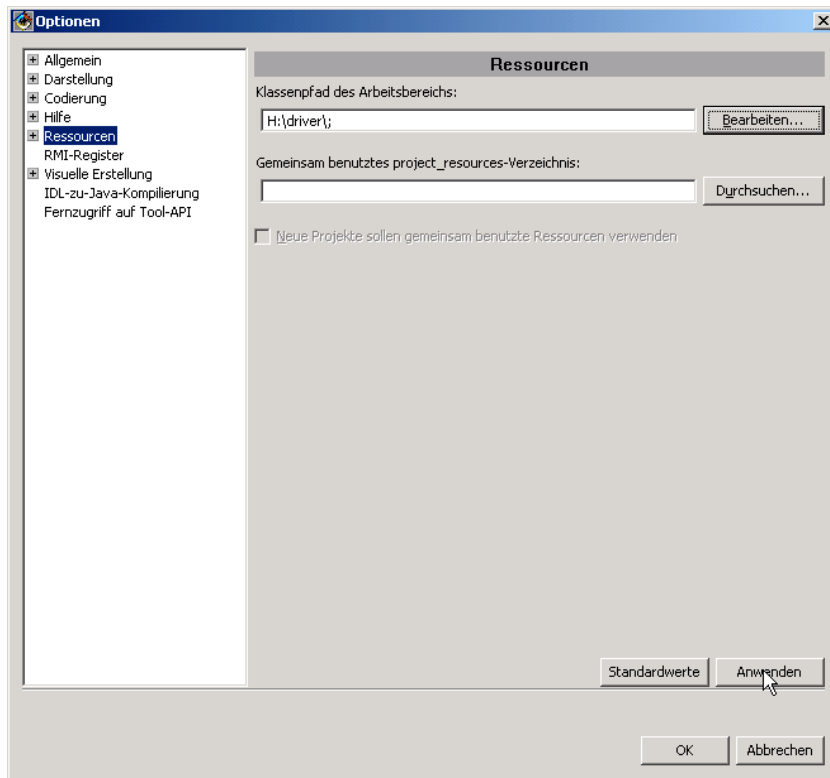 Optionen
Allgemein
Darstellung
Codierung
Hilfe
Ressourcen
RMI-Register
Visuelle Erstellung
IDL-zu-Java-Kompilierung
Fernzugriff auf Tool-API
Ressourcen
Klassenpfad des Arbeitsbereichs:
H:\driver\;
Bearbeiten...
Gemeinsam benutztes project_resources-Verzeichnis:
Durchsuchen...
Neue Projekte sollen gemeinsam benutzte Ressourcen verwenden
Standardwerte
Anwenden
OK
Abbrechen